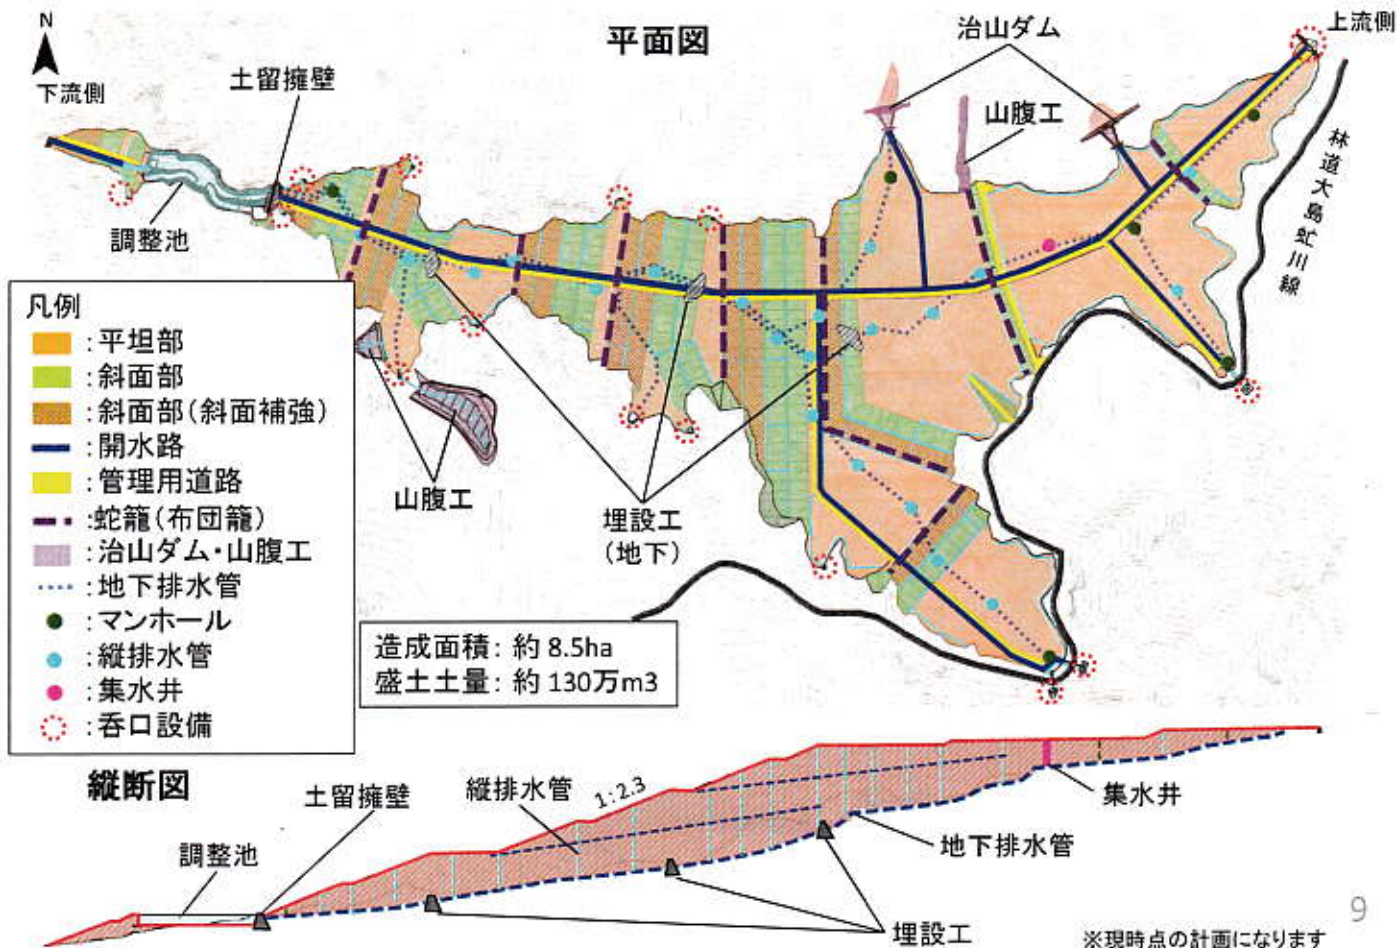 平面図
N
下流側
土留擁壁
調整池
治山ダム
山腹工
上流側
林道大島虻川線
凡例
:平坦部
:斜面部
:斜面部(斜面補強)
:開水路
:管理用道路
:蛇籠(布団籠)
:治山ダム・山腹工
:地下排水管
:マンホール
:縦排水管
:集水井
:呑口設備
山腹工
埋設工
(地下)
造成面積: 約 8.5ha
盛土土量: 約 130万m3
縦断図
調整池
土留擁壁
縦排水管
1:2.3
集水井
地下排水管
埋設工
※現時点の計画になります
9